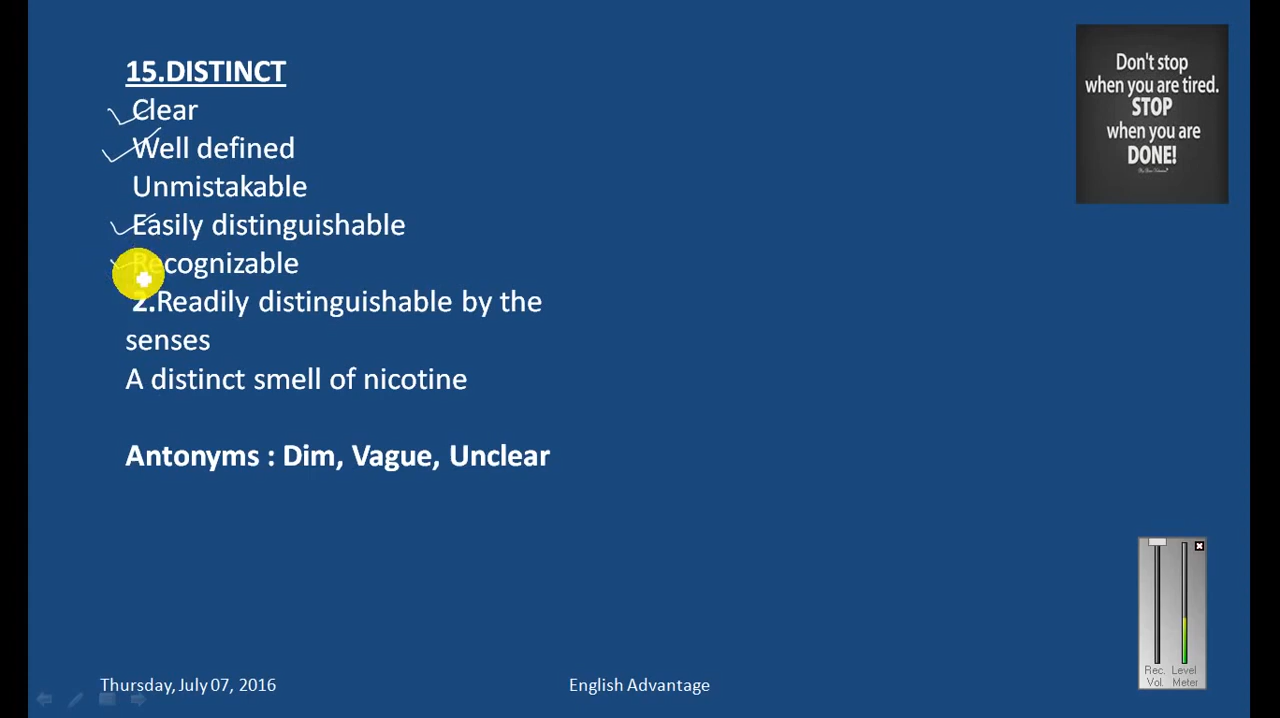 15.DISTINCT
Clear
Well defined
Unmistakable
Easily distinguishable
Recognizable
2.Readily distinguishable by the
senses
A distinct smell of nicotine
Antonyms : Dim, Vague, Unclear
Don't stop
when you are tired.
STOP
when you are
DONE!
Rec. Level
Vol. Meter
Thursday, July 07, 2016
English Advantage